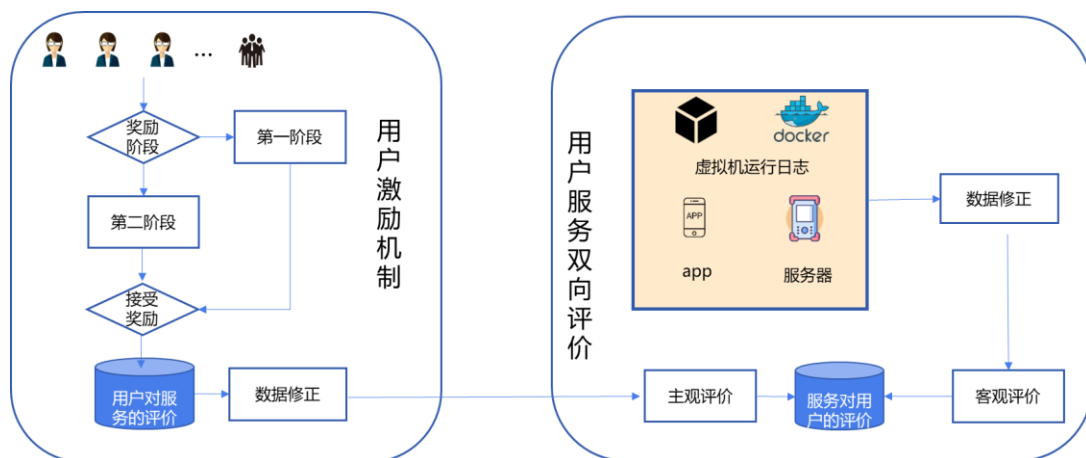 ...
奖励
阶段
第一阶段
第二阶段
接受
奖励
用户对服
务的评价
数据修正
用户激励机制
用户服务双向评价
docker
虚拟机运行日志
APP
app
服务器
数据修正
主观评价
服务对用
户的评价
客观评价